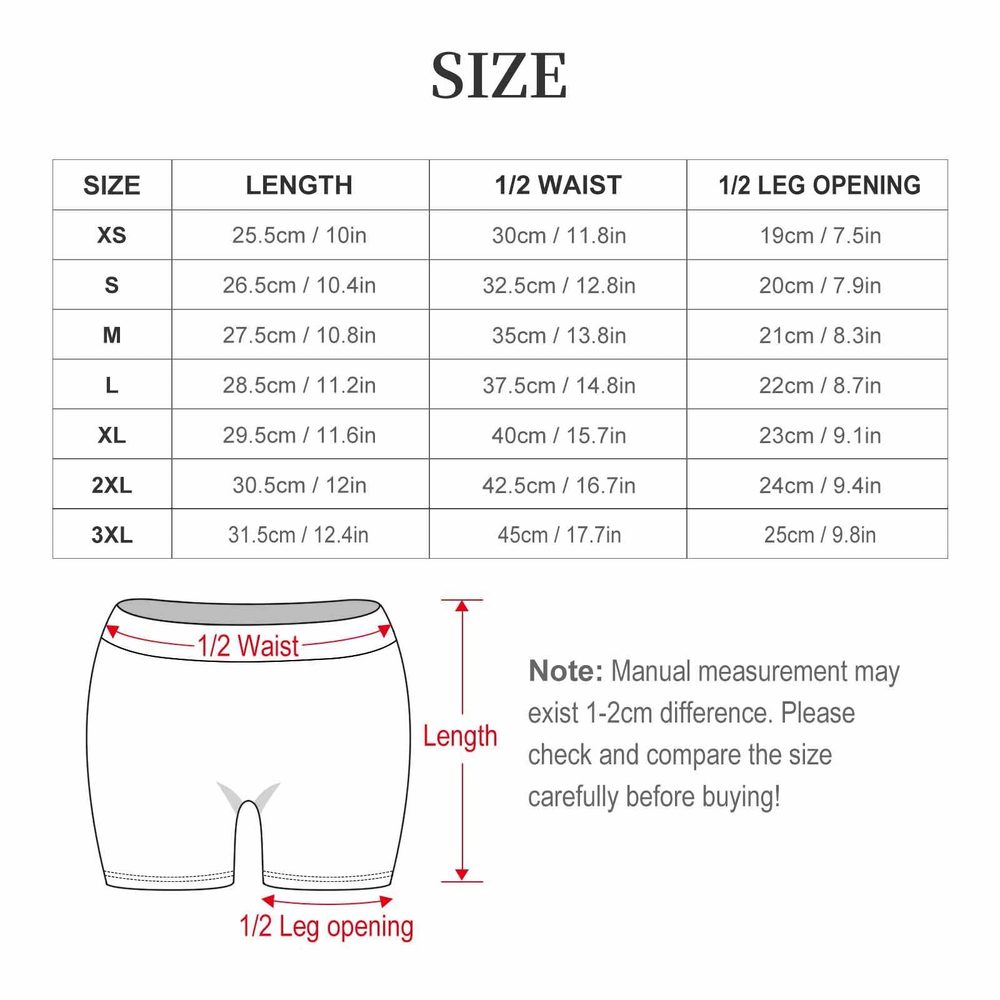 SIZE
SIZE LENGTH 1/2 WAIST 1/2 LEG OPENING
XS 25.5cm / 10in 30cm / 11.8in 19cm / 7.5in
S 26.5cm / 10.4in 32.5cm / 12.8in 20cm / 7.9in
M 27.5cm / 10.8in 35cm / 13.8in 21cm / 8.3in
L 28.5cm / 11.2in 37.5cm / 14.8in 22cm / 8.7in
XL 29.5cm / 11.6in 40cm / 15.7in 23cm / 9.1in
2XL 30.5cm / 12in 42.5cm / 16.7in 24cm / 9.4in
3XL 31.5cm / 12.4in 45cm / 17.7in 25cm / 9.8in
1/2 Waist
Length
1/2 Leg opening
Note: Manual measurement may
exist 1-2cm difference. Please
check and compare the size
carefully before buying!